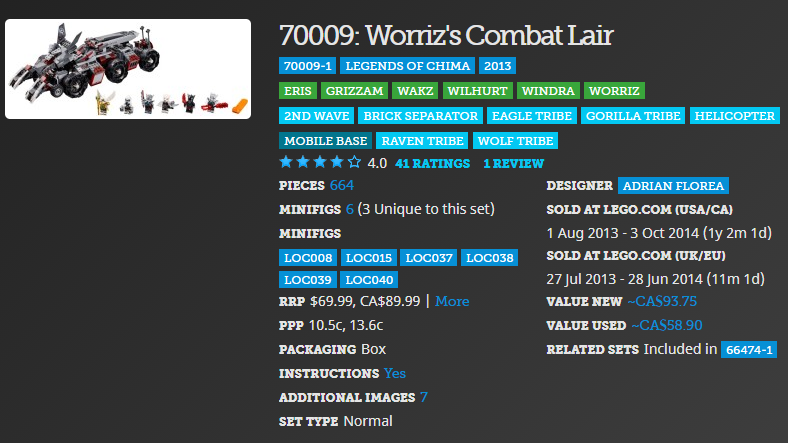 70009: Worriz's Combat Lair
70009-1 LEGENDS OF CHIMA 2013
ERIS GRIZZAM WAKZ WILHURT WINDRA WORRIZ
2ND WAVE BRICK SEPARATOR EAGLE TRIBE GORILLA TRIBE HELICOPTER
MOBILE BASE RAVEN TRIBE WOLF TRIBE
4.0 41 RATINGS 1 REVIEW
PIECES 664
MINIFIGS 6 (3 Unique to this set)
MINIFIGS
LOC008 LOC015 LOC037 LOC038
LOC039 LOC040
RRP $69.99, CA$89.99 | More
PPP 10.5c, 13.6c
PACKAGING Box
INSTRUCTIONS Yes
ADDITIONAL IMAGES 7
SET TYPE Normal
DESIGNER ADRIAN FLOREA
SOLD AT LEGO.COM (USA/CA)
1 Aug 2013 - 3 Oct 2014 (1y 2m 1d)
SOLD AT LEGO.COM (UK/EU)
27 Jul 2013 - 28 Jun 2014 (11m 1d)
VALUE NEW ~CA$93.75
VALUE USED ~CA$58.90
RELATED SETS Included in 66474-1